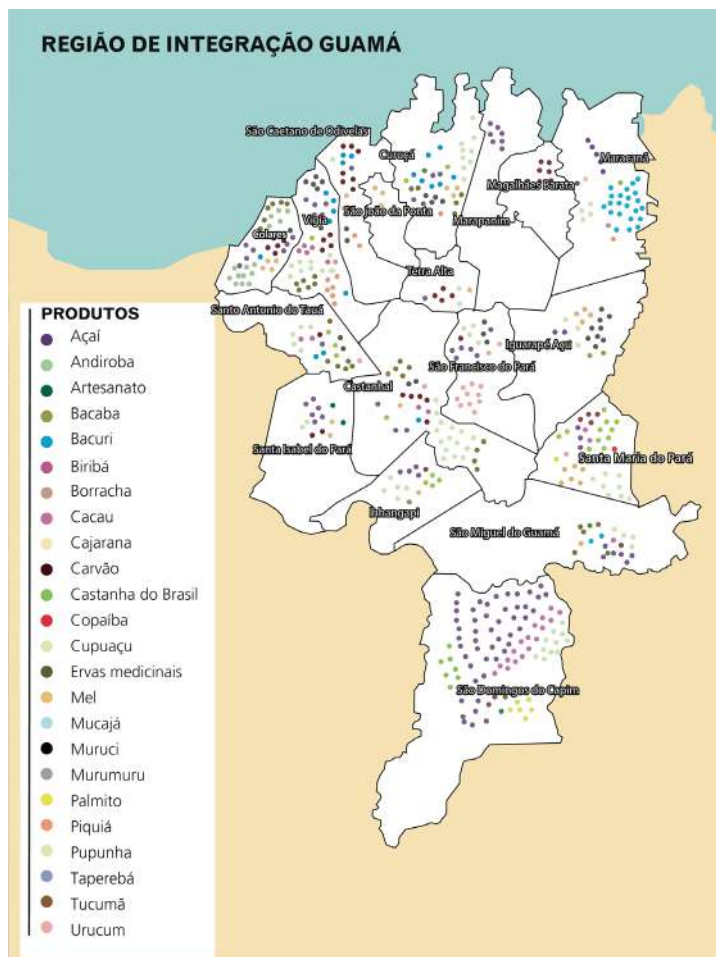 REGIÃO DE INTEGRAÇÃO GUAMÁ
São Caetano de Odivelas
Curuçá
Maracanã
Magalhães Barata
São João da Ponta
Marapanim
Vigia
Colares
Terra Alta
Santo Antonio do Tauá
Iguarapé Açú
São Francisco do Pará
Castanhal
Santa Isabel do Pará
Santa Maria do Pará
Inhangapi
São Miguel do Guamá
São Domingos do Capim
PRODUTOS
Açaí
Andiroba
Artesanato
Bacaba
Bacuri
Biribá
Borracha
Cacau
Cajarana
Carvão
Castanha do Brasil
Copaíba
Cupuaçu
Ervas medicinais
Mel
Mucajá
Muruci
Murumuru
Palmito
Piquiá
Pupunha
Taperebá
Tucumã
Urucum